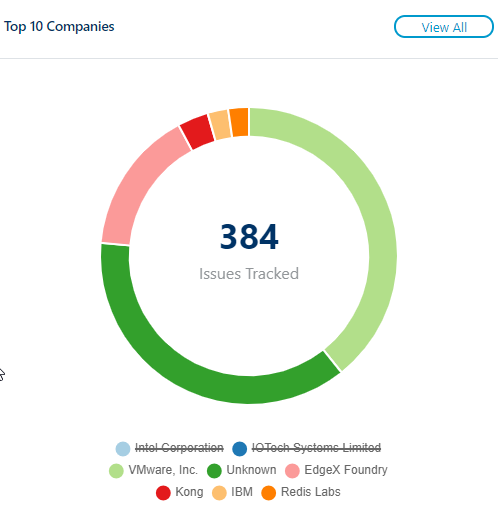 Top 10 Companies
View All
384
Issues Tracked
Intel Corporation IOTech Systems Limited
VMware, Inc. Unknown EdgeX Foundry
Kong IBM Redis Labs